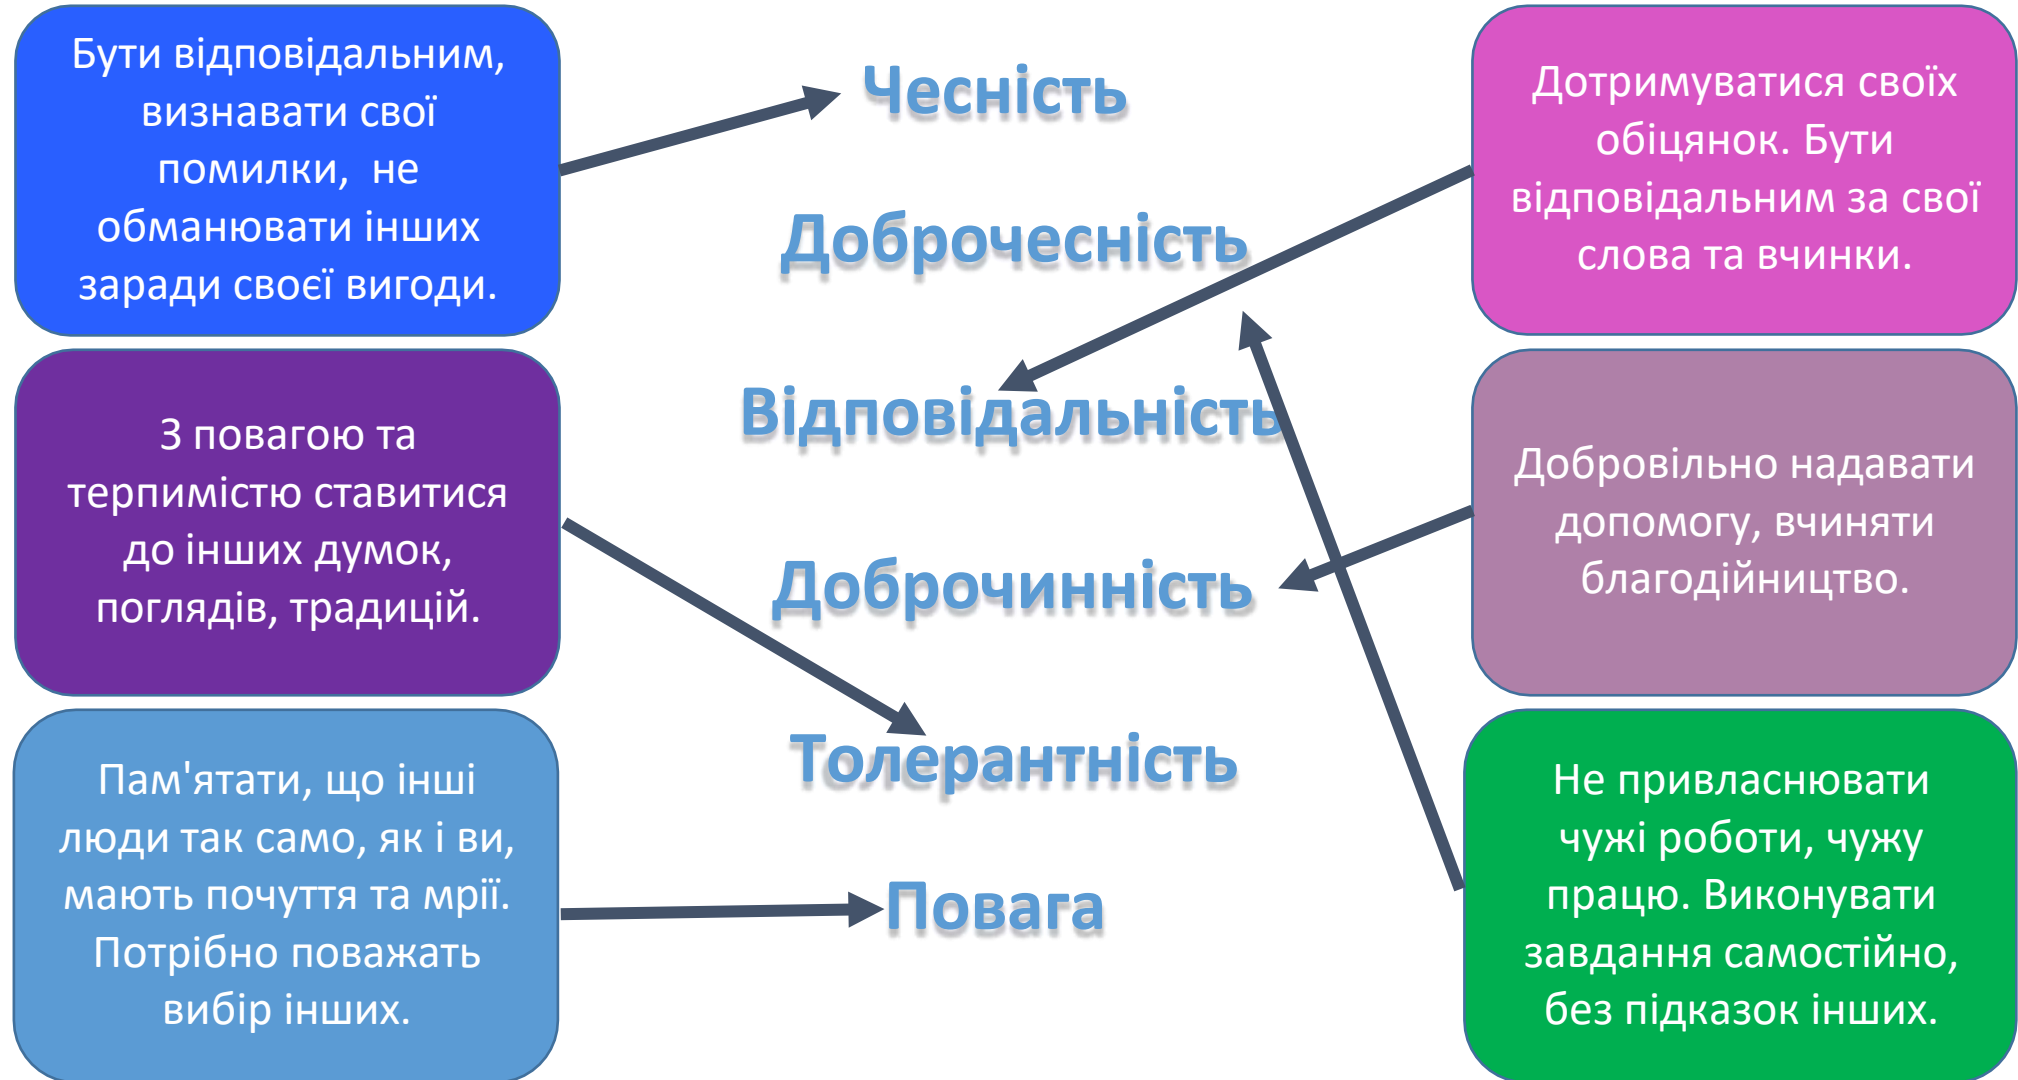 Бути відповідальним,
визнавати свої
помилки, не
обманювати інших
заради своєї вигоди.
З повагою та
терпимістю ставитися
до інших думок,
поглядів, традицій.
Пам'ятати, що інші
люди так само, як і ви,
мають почуття та мрії.
Потрібно поважать
вибір інших.
Чесність
Доброчесність
Відповідальність
Доброчинність
Толерантність
Повага
Дотримуватися своїх
обіцянок. Бути
відповідальним за свої
слова та вчинки.
Добровільно надавати
допомогу, вчиняти
благодійництво.
Не привласнювати
чужі роботи, чужу
працю. Виконувати
завдання самостійно,
без підказок інших.